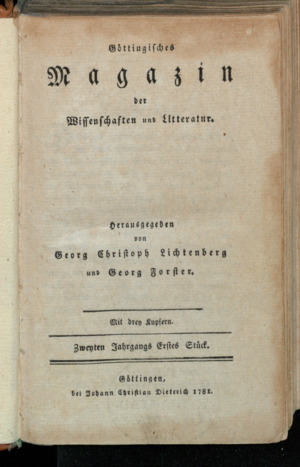 Göttingisches
Magazin
der
Wissenschaften und Litteratur.
Herausgegeben
von
Georg Christoph Lichtenberg
und Georg Forster.
Mit drey Kupfern.
Zweyten Jahrgangs Erstes Stück.
Göttingen,
bei Johann Christian Dieterich 1781.